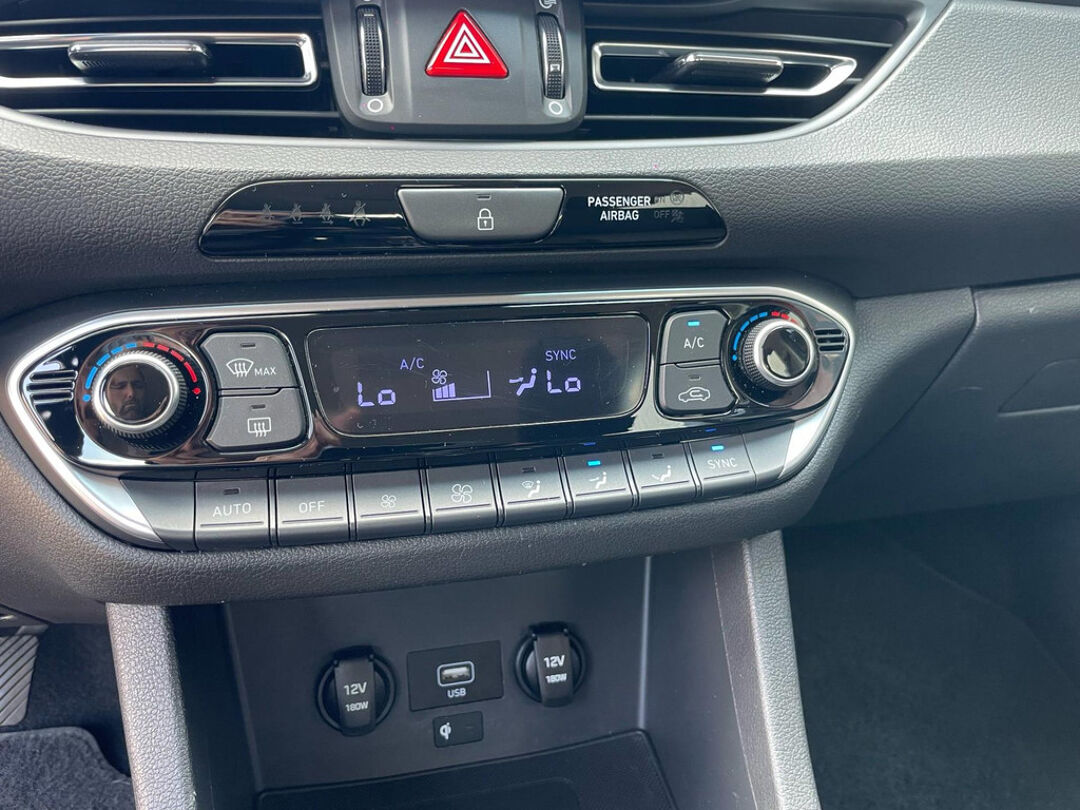 PASSENGER
AIRBAG
OFF
A/C
SYNC
Lo
Lo
MAX
A/C
AUTO
OFF
SYNC
12V
180W
USB
12V
180W